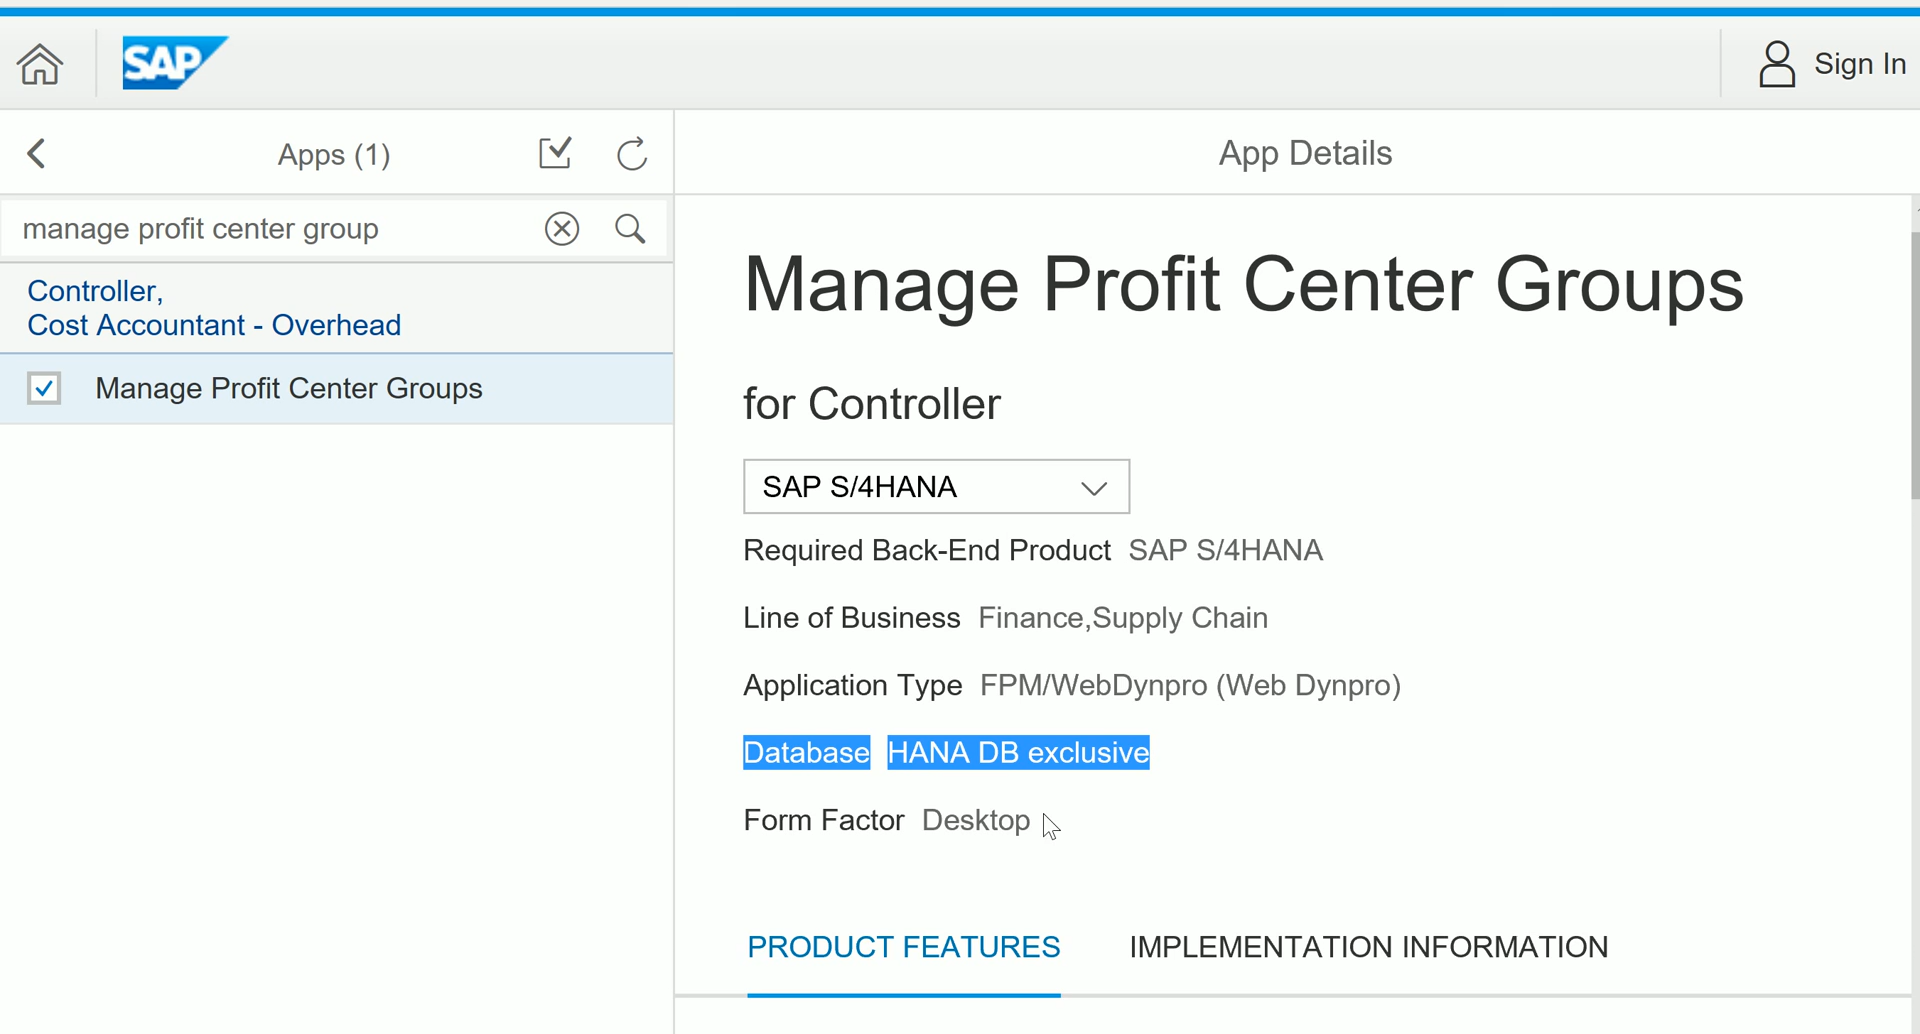 SAP
Sign In
Apps (1)
App Details
manage profit center group
Controller,
Cost Accountant - Overhead
Manage Profit Center Groups
Manage Profit Center Groups
for Controller
SAP S/4HANA
Required Back-End Product SAP S/4HANA
Line of Business Finance,Supply Chain
Application Type FPM/WebDynpro (Web Dynpro)
Database HANA DB exclusive
Form Factor Desktop
PRODUCT FEATURES IMPLEMENTATION INFORMATION